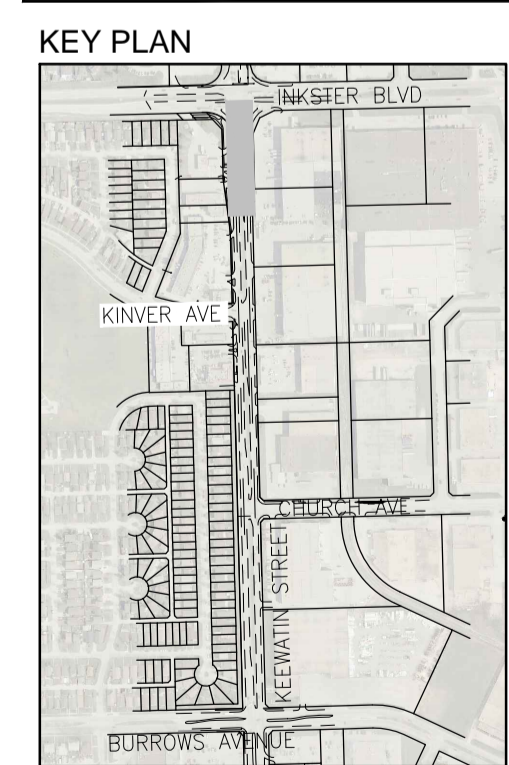 KEY PLAN
INKSTER BLVD
KINVER AVE
CHURCH AVE
KEEWATIN STREET
BURROWS AVENUE